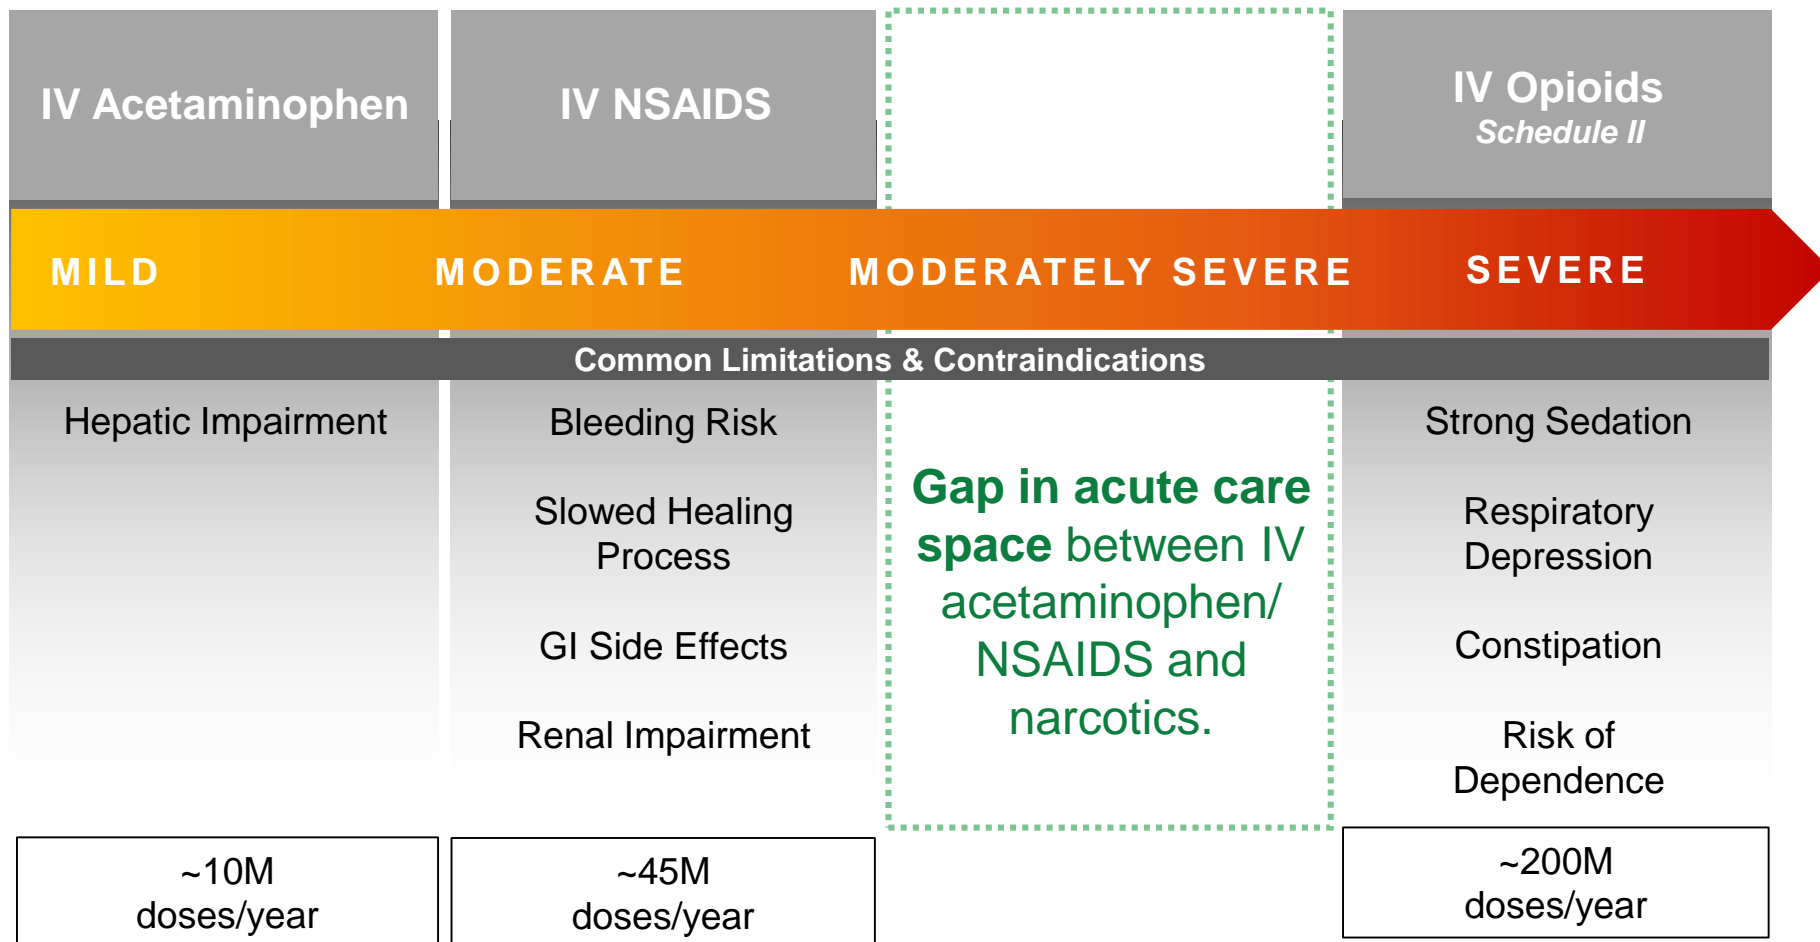 IV Acetaminophen
IV NSAIDS
IV Opioids
Schedule II
MILD
MODERATE
MODERATELY SEVERE
SEVERE
Common Limitations & Contraindications
Hepatic Impairment
Bleeding Risk
Slowed Healing
Process
GI Side Effects
Renal Impairment
Gap in acute care
space between IV
acetaminophen/
NSAIDS and
narcotics.
Strong Sedation
Respiratory
Depression
Constipation
Risk of
Dependence
~10M
doses/year
~45M
doses/year
~200M
doses/year